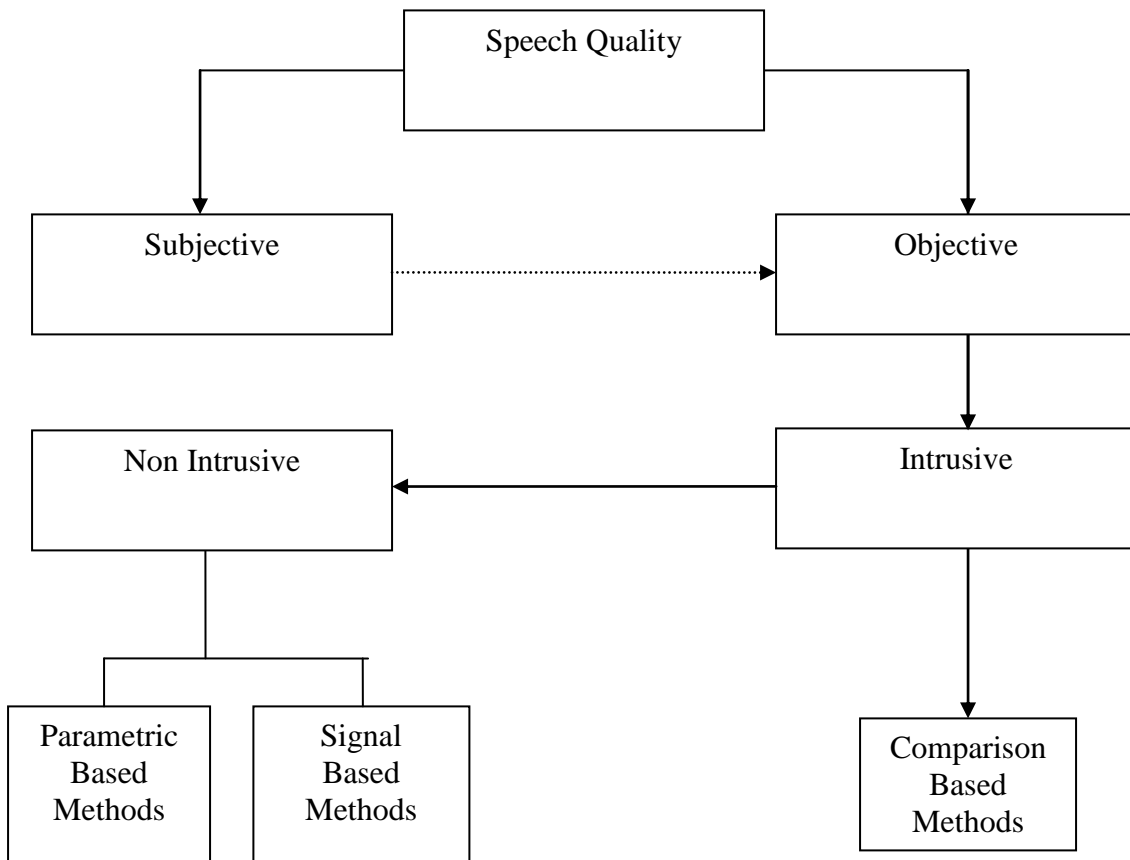 Speech Quality
Subjective
Objective
Non Intrusive
Intrusive
Parametric
Based
Methods
Signal
Based
Methods
Comparison
Based
Methods